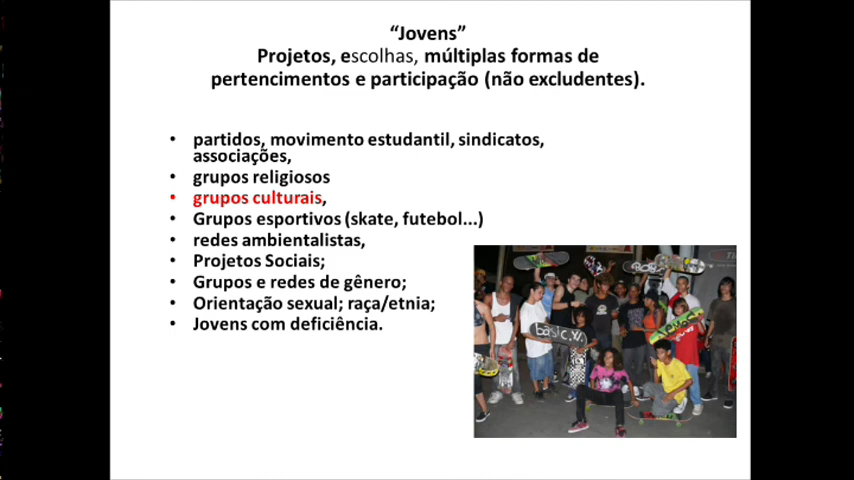 “Jovens”
Projetos, escolhas, múltiplas formas de
pertencimentos e participação (não excludentes).
• partidos, movimento estudantil, sindicatos,
associações,
• grupos religiosos
• grupos culturais,
• Grupos esportivos (skate, futebol...)
• redes ambientalistas,
• Projetos Sociais;
• Grupos e redes de gênero;
• Orientação sexual; raça/etnia;
• Jovens com deficiência.
basic